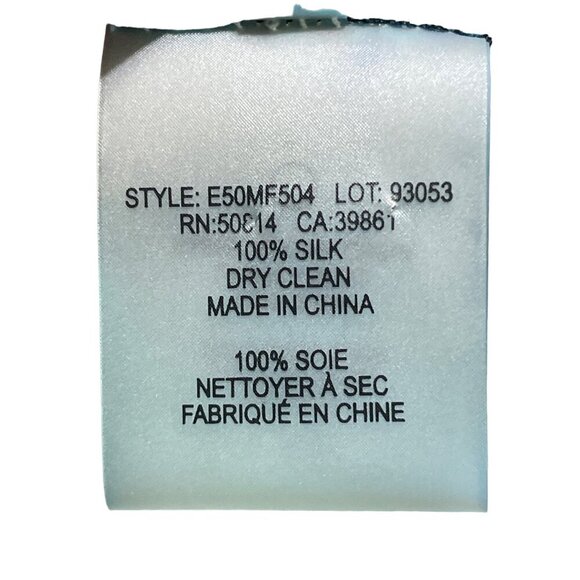 STYLE: E50MF504 LOT: 93053
RN:50814 CA:39861
100% SILK
DRY CLEAN
MADE IN CHINA
100% SOIE
NETTOYER À SEC
FABRIQUÉ EN CHINE